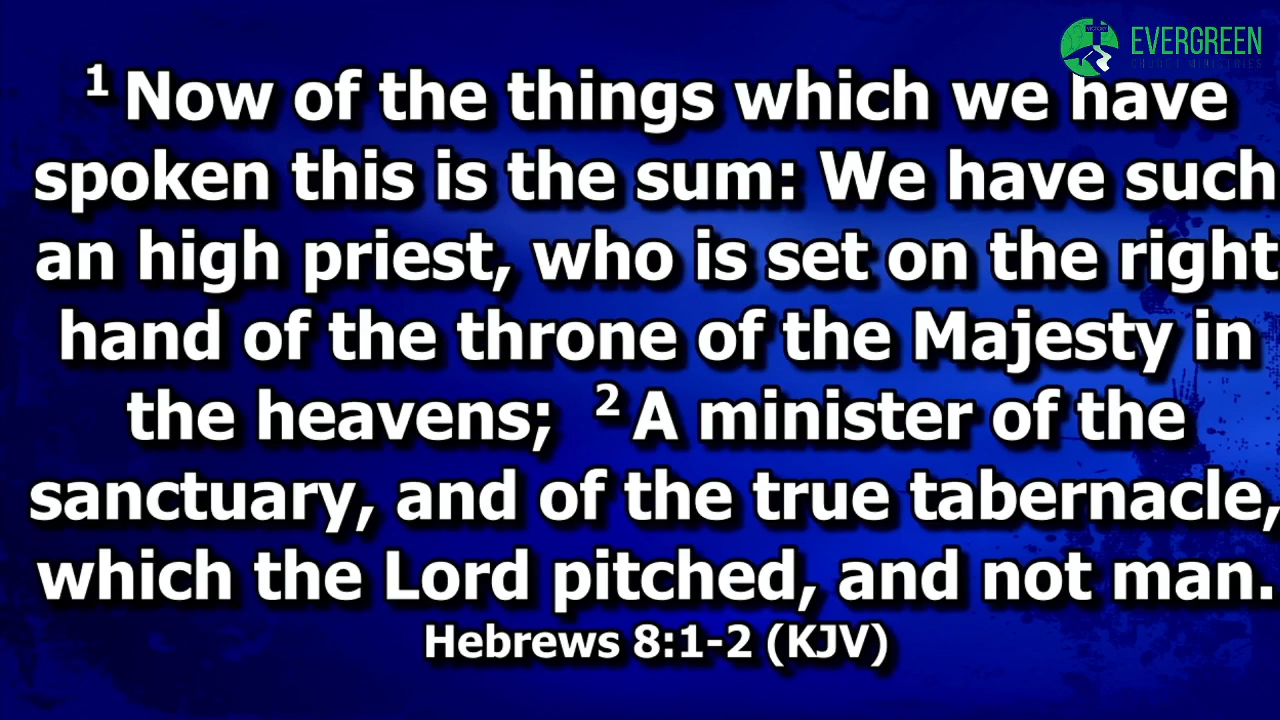 EVERGREEN
CHURCH MINISTRIES
1 Now of the things which we have
spoken this is the sum: We have such
an high priest, who is set on the right
hand of the throne of the Majesty in
the heavens; 2 A minister of the
sanctuary, and of the true tabernacle,
which the Lord pitched, and not man.
Hebrews 8:1-2 (KJV)